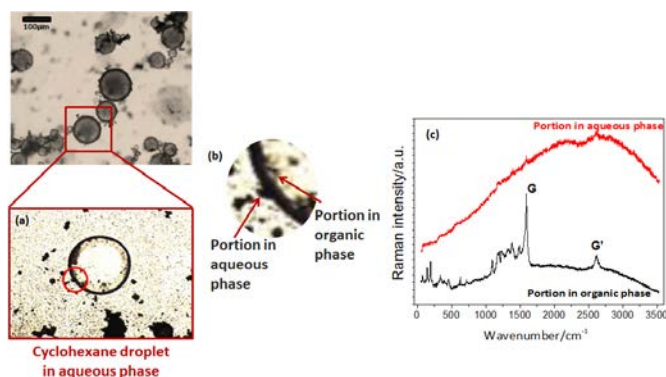 100µm
(a)
Cyclohexane droplet
in aqueous phase
(b)
Portion in
aqueous
phase
Portion in
organic
phase
(c)
Portion in aqueous phase
G
G'
Portion in organic phase
Raman intensity/a.u.
0 500 1000 1500 2000 2500 3000 3500
Wavenumber/cm⁻¹